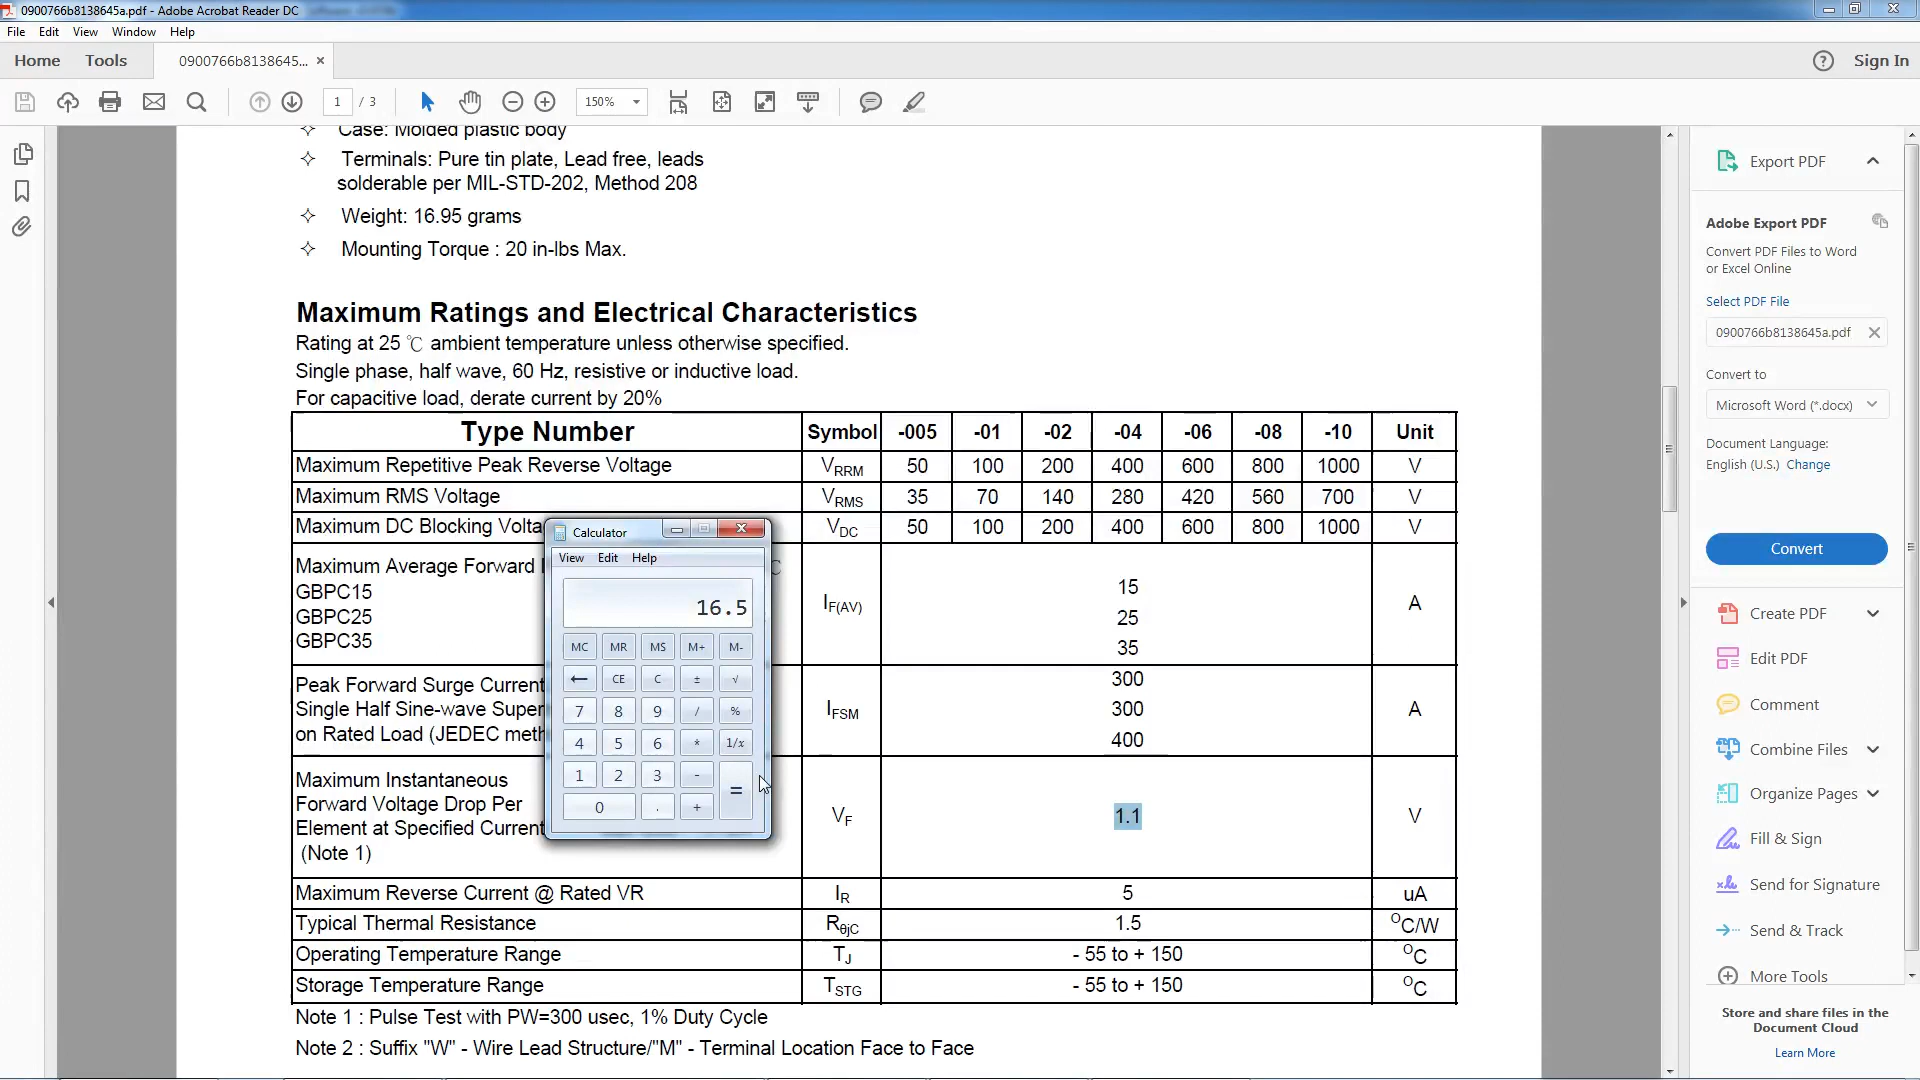 0900766b8138645a.pdf - Adobe Acrobat Reader DC
File Edit View Window Help
Home Tools 0900766b8138645... × Sign In
1 / 3 150%
Case: Molded plastic body
Terminals: Pure tin plate, Lead free, leads
solderable per MIL-STD-202, Method 208
Weight: 16.95 grams
Mounting Torque : 20 in-lbs Max.
Maximum Ratings and Electrical Characteristics
Rating at 25 ℃ ambient temperature unless otherwise specified.
Single phase, half wave, 60 Hz, resistive or inductive load.
For capacitive load, derate current by 20%
Type Number Symbol -005 -01 -02 -04 -06 -08 -10 Unit
Maximum Repetitive Peak Reverse Voltage VRRM 50 100 200 400 600 800 1000 V
Maximum RMS Voltage VRMS 35 70 140 280 420 560 700 V
Maximum DC Blocking Volta VDC 50 100 200 400 600 800 1000 V
Maximum Average Forward
GBPC15 15
GBPC25 IF(AV) 25 A
GBPC35 35
Peak Forward Surge Current 300
Single Half Sine-wave Super IFSM 300 A
on Rated Load (JEDEC meth 400
Maximum Instantaneous
Forward Voltage Drop Per VF 1.1 V
Element at Specified Current
(Note 1)
Maximum Reverse Current @ Rated VR IR 5 uA
Typical Thermal Resistance RθjC 1.5 OC/W
Operating Temperature Range TJ - 55 to + 150 OC
Storage Temperature Range TSTG - 55 to + 150 OC
Note 1 : Pulse Test with PW=300 usec, 1% Duty Cycle
Note 2 : Suffix "W" - Wire Lead Structure/"M" - Terminal Location Face to Face
Calculator
View Edit Help
16.5
MC MR MS M+ M-
← CE C ± √
7 8 9 / %
4 5 6 * 1/x
1 2 3 - =
0 . +
Export PDF
Adobe Export PDF
Convert PDF Files to Word
or Excel Online
Select PDF File
0900766b8138645a.pdf ×
Convert to
Microsoft Word (*.docx)
Document Language:
English (U.S.) Change
Convert
Create PDF
Edit PDF
Comment
Combine Files
Organize Pages
Fill & Sign
Send for Signature
Send & Track
More Tools
Store and share files in the
Document Cloud
Learn More